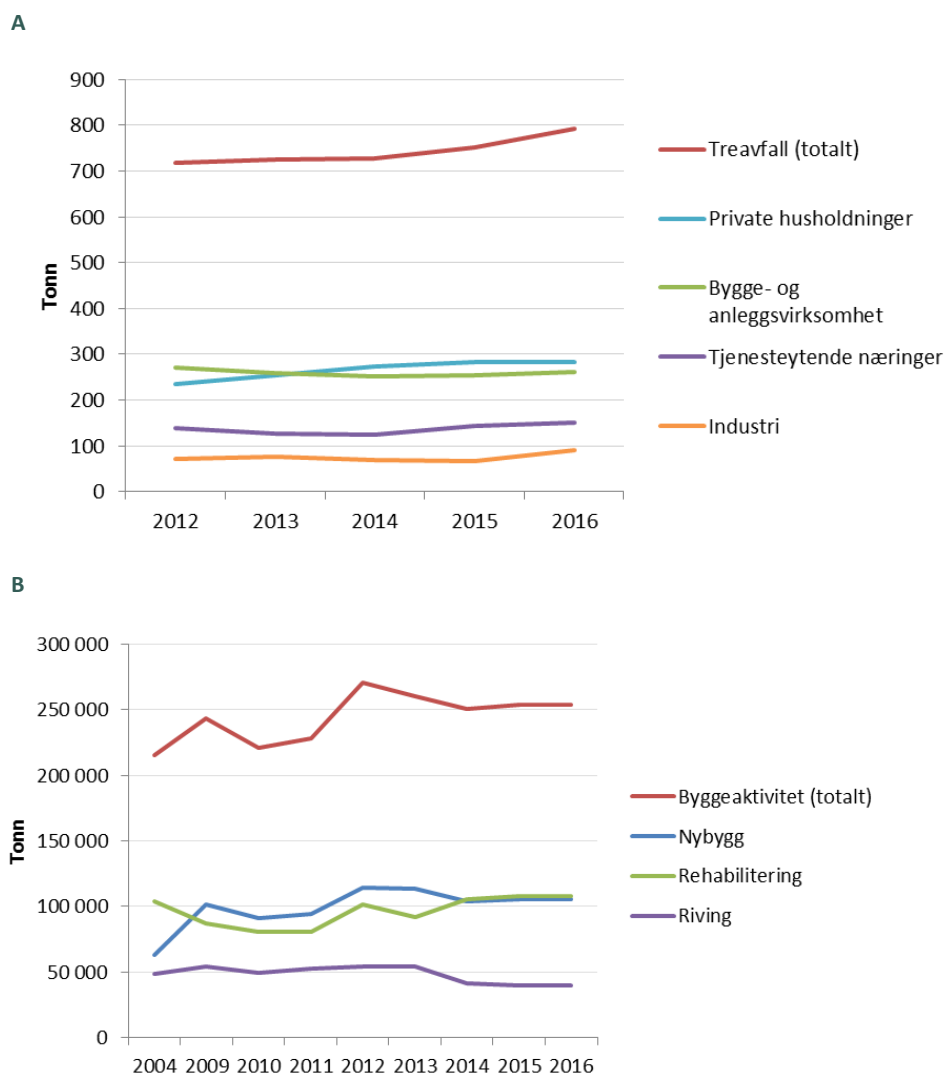 A
900
800
700
600
500
400
300
200
100
0
Tonn
2012 2013 2014 2015 2016
Treavfall (totalt)
Private husholdninger
Bygge- og
anleggsvirksomhet
Tjenesteytende næringer
Industri
B
300 000
250 000
200 000
150 000
100 000
50 000
0
Tonn
2004 2009 2010 2011 2012 2013 2014 2015 2016
Byggeaktivitet (totalt)
Nybygg
Rehabilitering
Riving